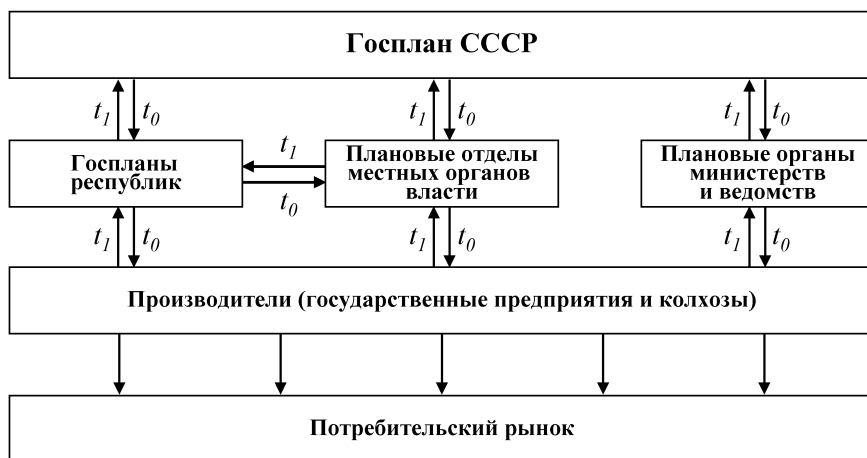 Госплан СССР
t1 t0 t1 t0 t1 t0
Госпланы
республик
t1
t0
Плановые отделы
местных органов
власти
Плановые органы
министерств
и ведомств
t1 t0 t1 t0 t1 t0
Производители (государственные предприятия и колхозы)
Потребительский рынок